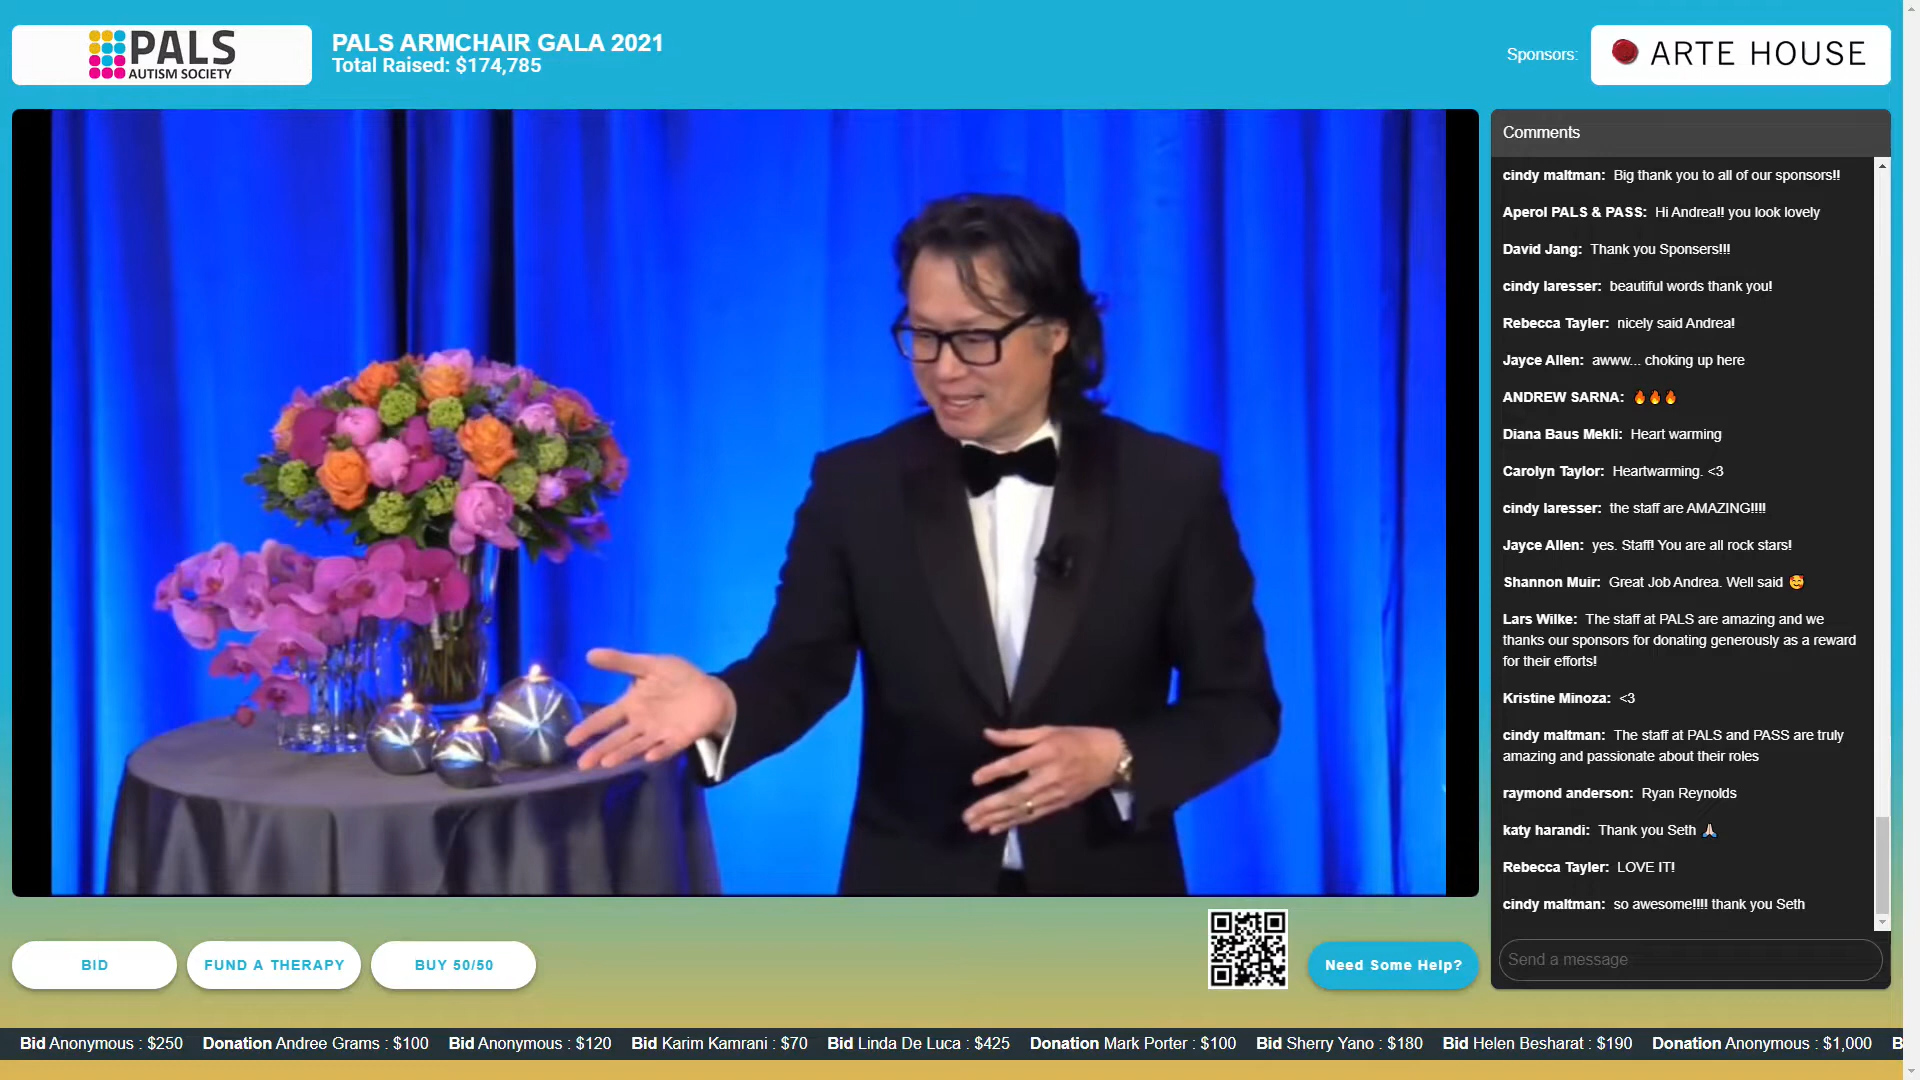 PALS
AUTISM SOCIETY
PALS ARMCHAIR GALA 2021
Total Raised: $174,785
Sponsors:
ARTE HOUSE
Comments
cindy maltman: Big thank you to all of our sponsors!!
Aperol PALS & PASS: Hi Andrea!! you look lovely
David Jang: Thank you Sponsers!!!
cindy laresser: beautiful words thank you!
Rebecca Tayler: nicely said Andrea!
Jayce Allen: awww... choking up here
ANDREW SARNA: 🔥🔥🔥
Diana Baus Mekli: Heart warming
Carolyn Taylor: Heartwarming. <3
cindy laresser: the staff are AMAZING!!!!
Jayce Allen: yes. Staff! You are all rock stars!
Shannon Muir: Great Job Andrea. Well said 🥰
Lars Wilke: The staff at PALS are amazing and we
thanks our sponsors for donating generously as a reward
for their efforts!
Kristine Minoza: <3
cindy maltman: The staff at PALS and PASS are truly
amazing and passionate about their roles
raymond anderson: Ryan Reynolds
katy harandi: Thank you Seth 🙏🏻
Rebecca Tayler: LOVE IT!
cindy maltman: so awesome!!!! thank you Seth
Send a message
BID
FUND A THERAPY
BUY 50/50
Need Some Help?
Bid Anonymous : $250 Donation Andree Grams : $100 Bid Anonymous : $120 Bid Karim Kamrani : $70 Bid Linda De Luca : $425 Donation Mark Porter : $100 Bid Sherry Yano : $180 Bid Helen Besharat : $190 Donation Anonymous : $1,000 B